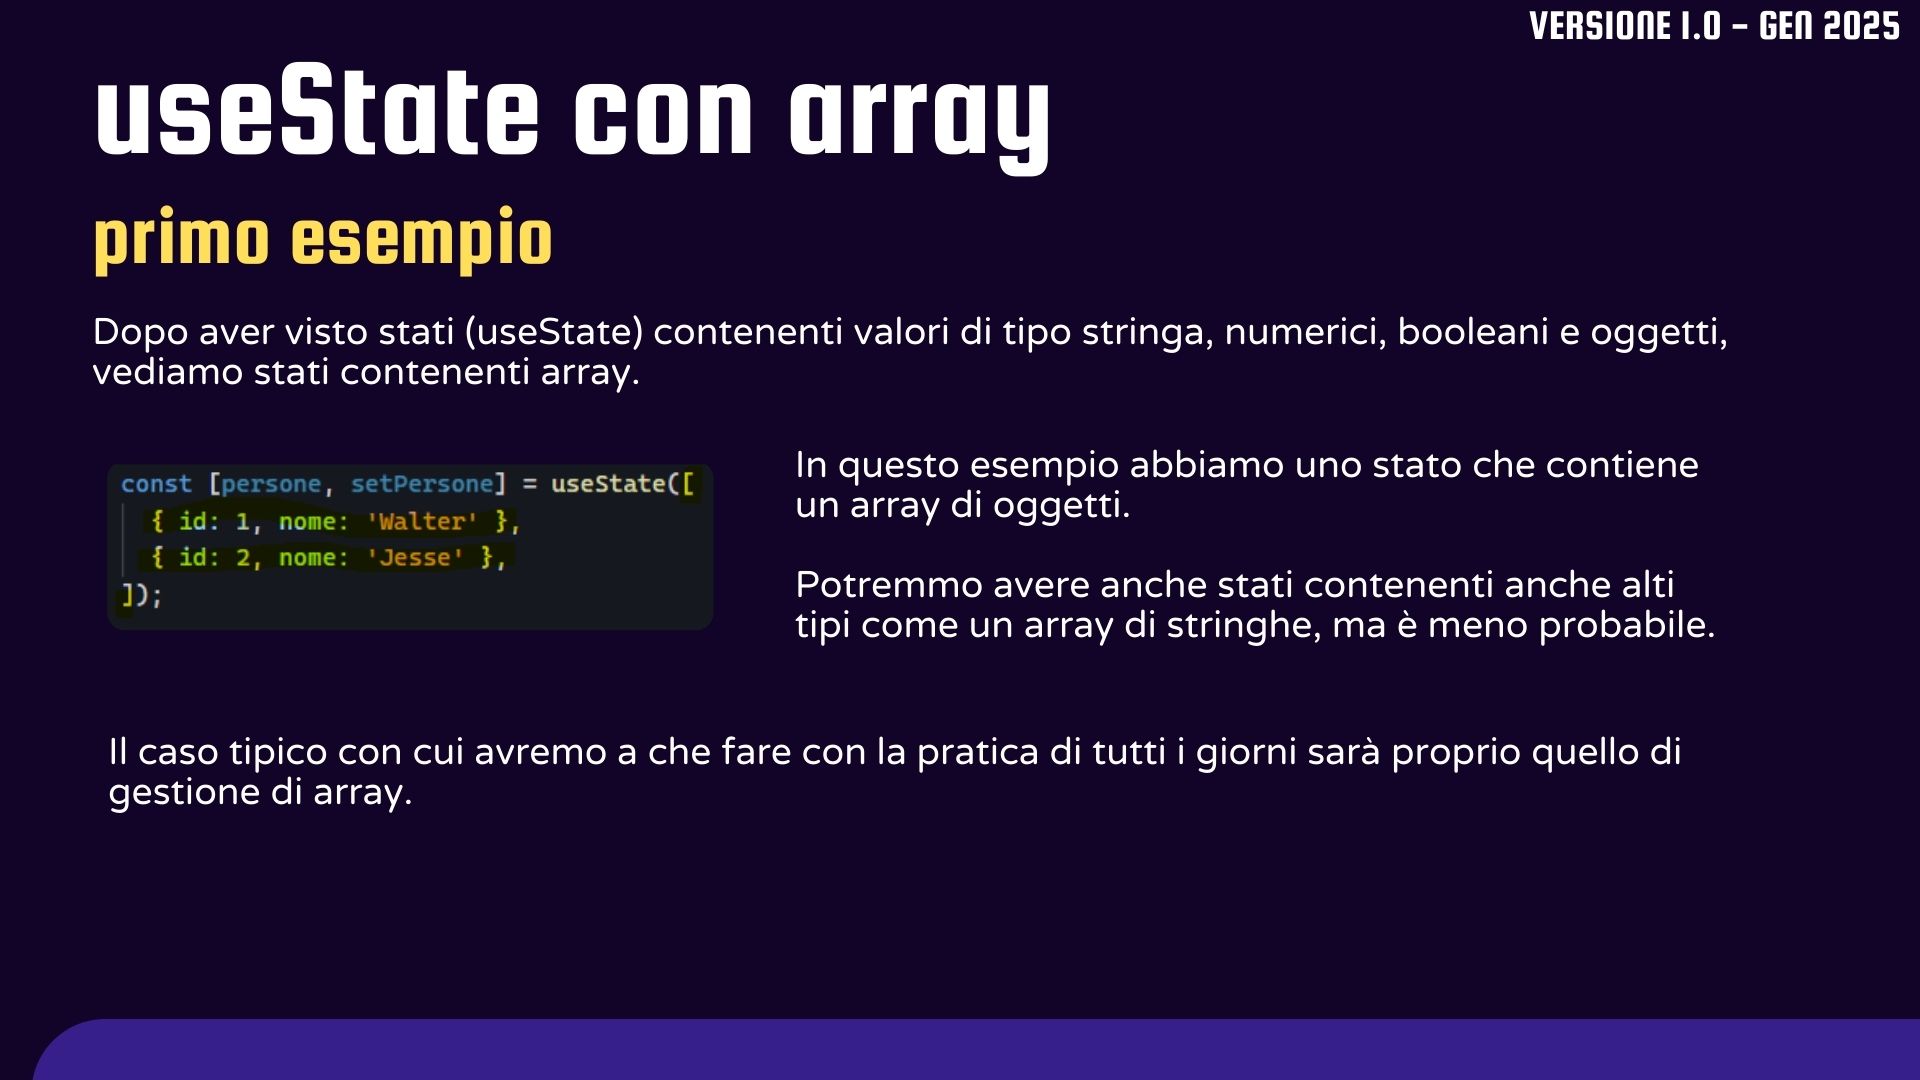 VERSIONE 1.0 - GEN 2025
useState con array
primo esempio
Dopo aver visto stati (useState) contenenti valori di tipo stringa, numerici, booleani e oggetti,
vediamo stati contenenti array.
const [persone, setPersone] = useState([
{ id: 1, nome: 'Walter' },
{ id: 2, nome: 'Jesse' },
]);
In questo esempio abbiamo uno stato che contiene
un array di oggetti.
Potremmo avere anche stati contenenti anche alti
tipi come un array di stringhe, ma è meno probabile.
Il caso tipico con cui avremo a che fare con la pratica di tutti i giorni sarà proprio quello di
gestione di array.